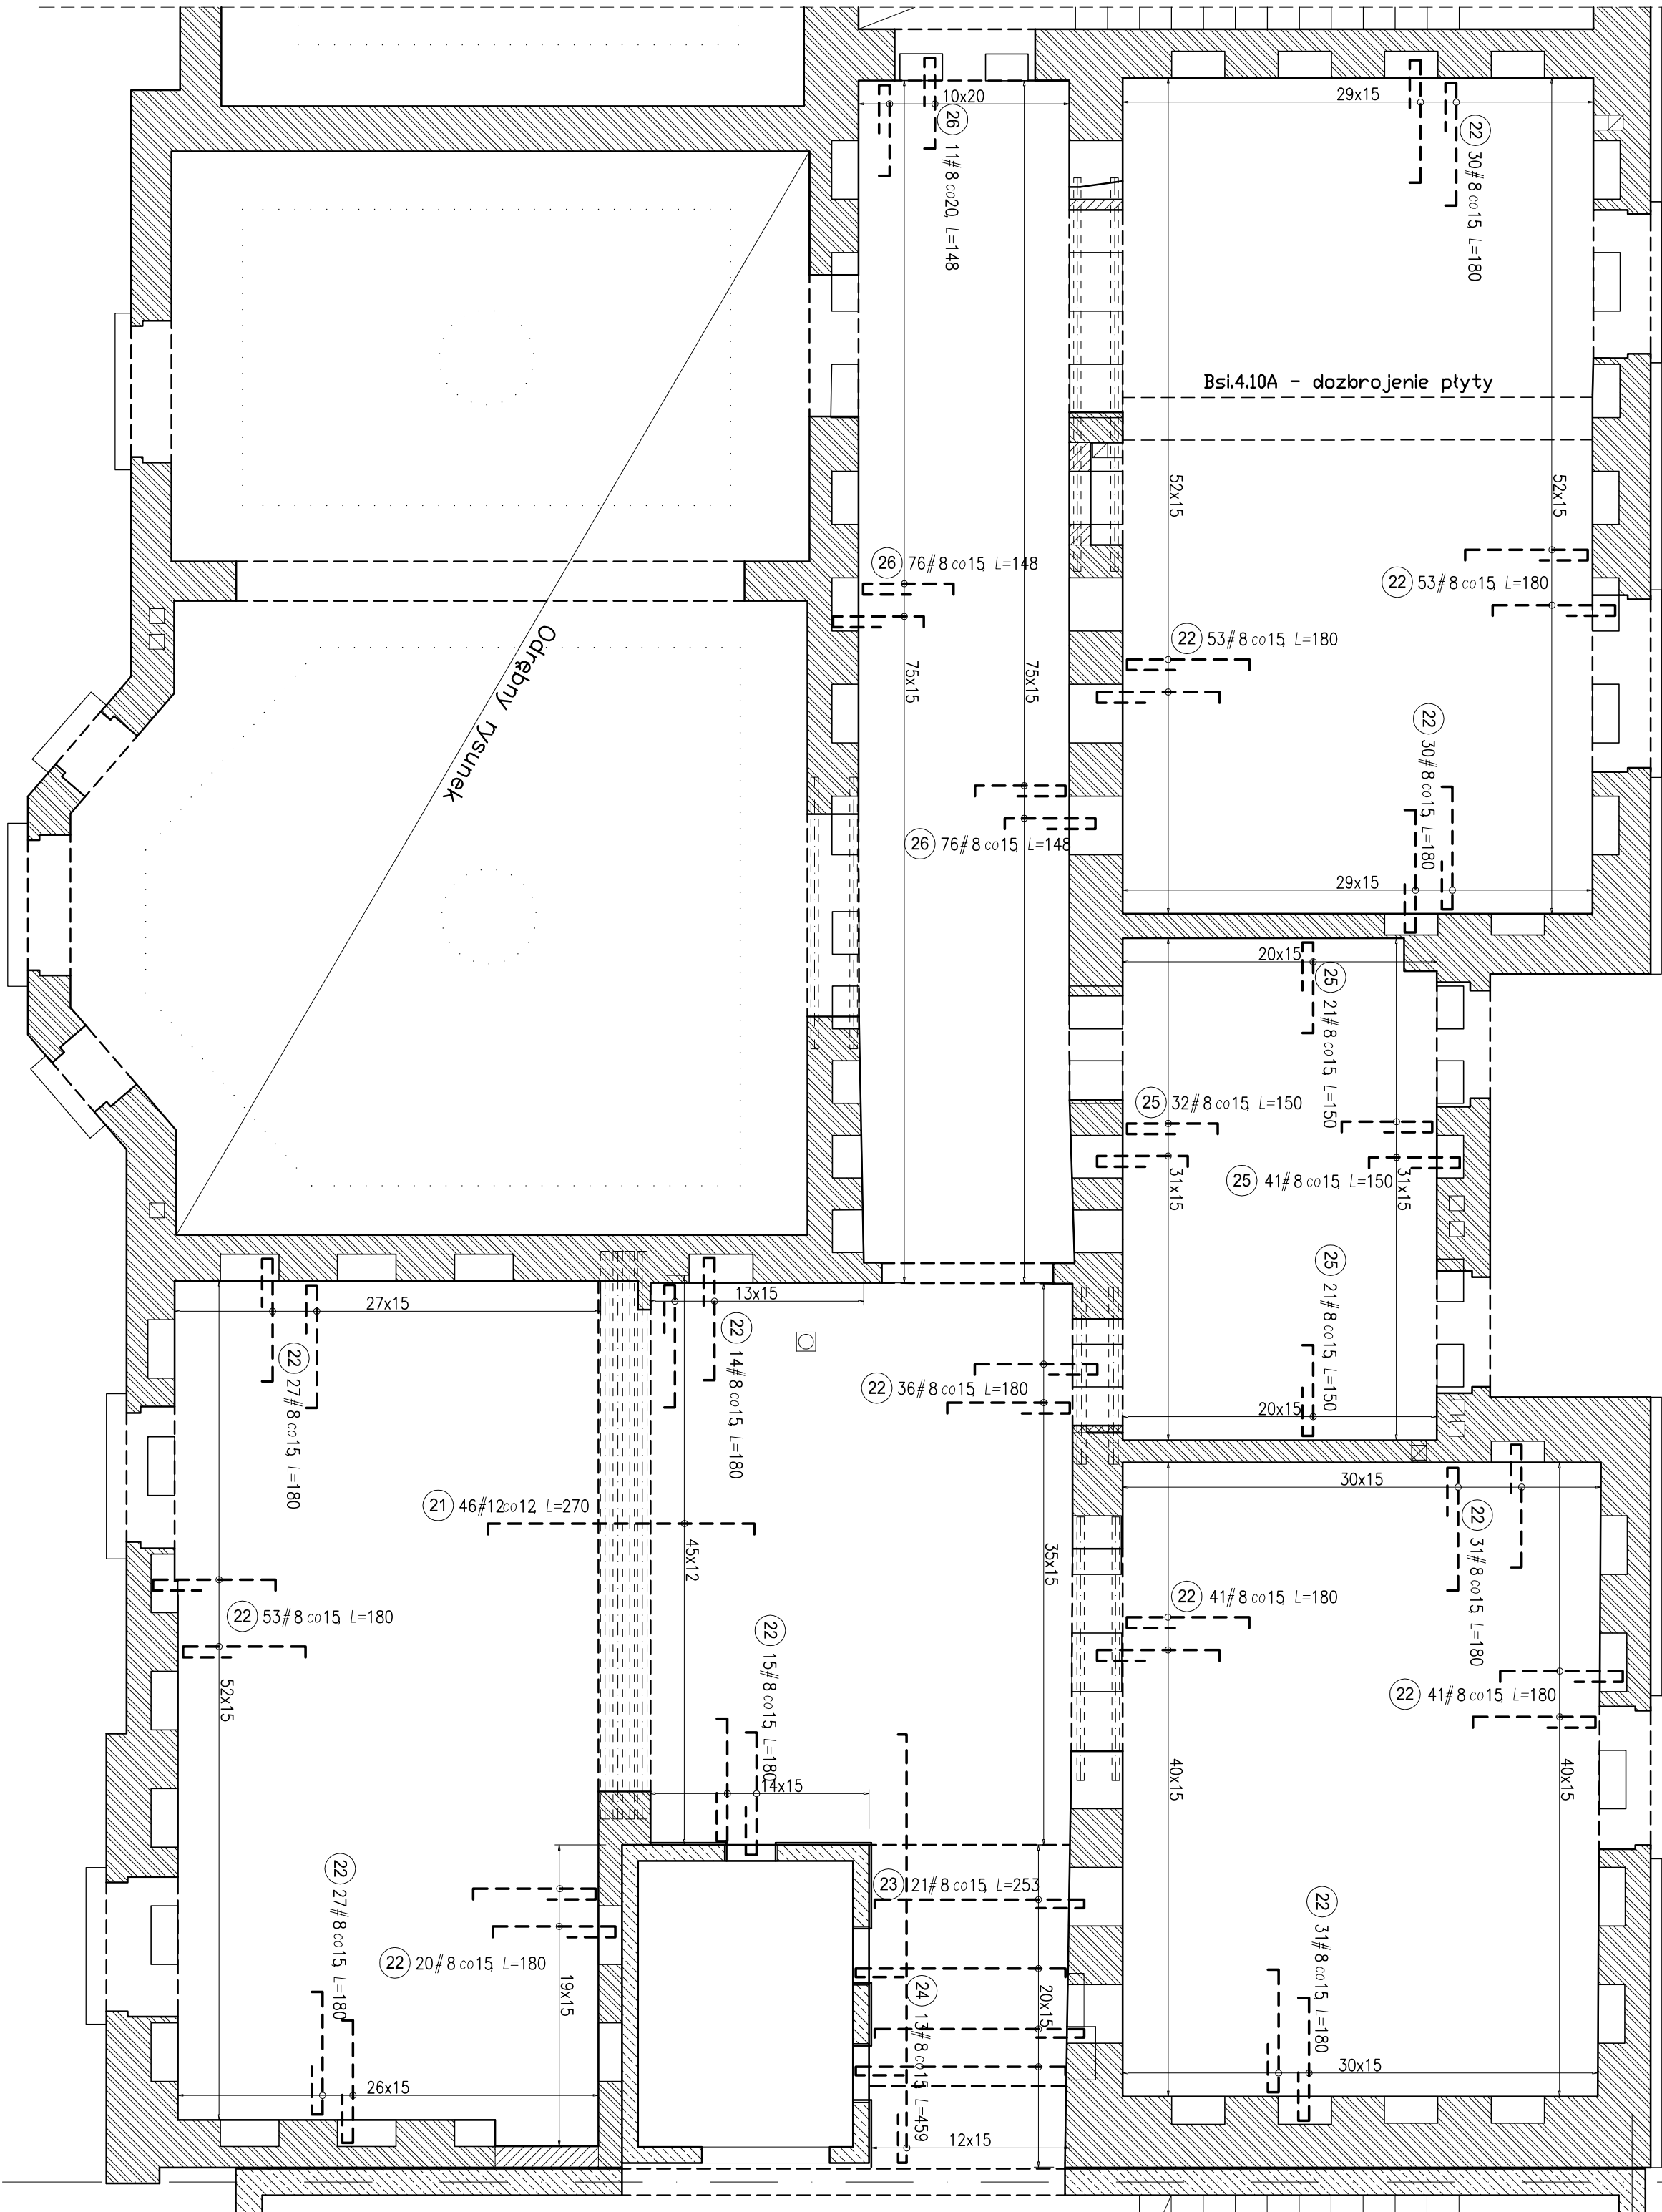 10x20
29x15
26 11#8 co20, L=148
22 30#8 co15, L=180
Bsi.4.10A - dozbrojenie płyty
52x15
52x15
26 76#8 co15, L=148
22 53#8 co15, L=180
22 53#8 co15, L=180
Odrębny rysunek
75x15
75x15
22 30#8 co15, L=180
26 76#8 co15, L=148
29x15
20x15
25 21#8 co15, L=150
25 32#8 co15, L=150
25 41#8 co15, L=150
31x15
31x15
25 21#8 co15, L=150
27x15
13x15
22 27#8 co15, L=180
22 14#8 co15, L=180
22 36#8 co15, L=180
20x15
30x15
21 46#12co12, L=270
45x12
35x15
22 31#8 co15, L=180
22 53#8 co15, L=180
22 41#8 co15, L=180
22 15#8 co15, L=180
52x15
22 41#8 co15, L=180
14x15
40x15
40x15
22 27#8 co15, L=180
23 21#8 co15, L=253
22 31#8 co15, L=180
22 20#8 co15, L=180
19x15
24 13#8 co15, L=459
20x15
26x15
30x15
12x15